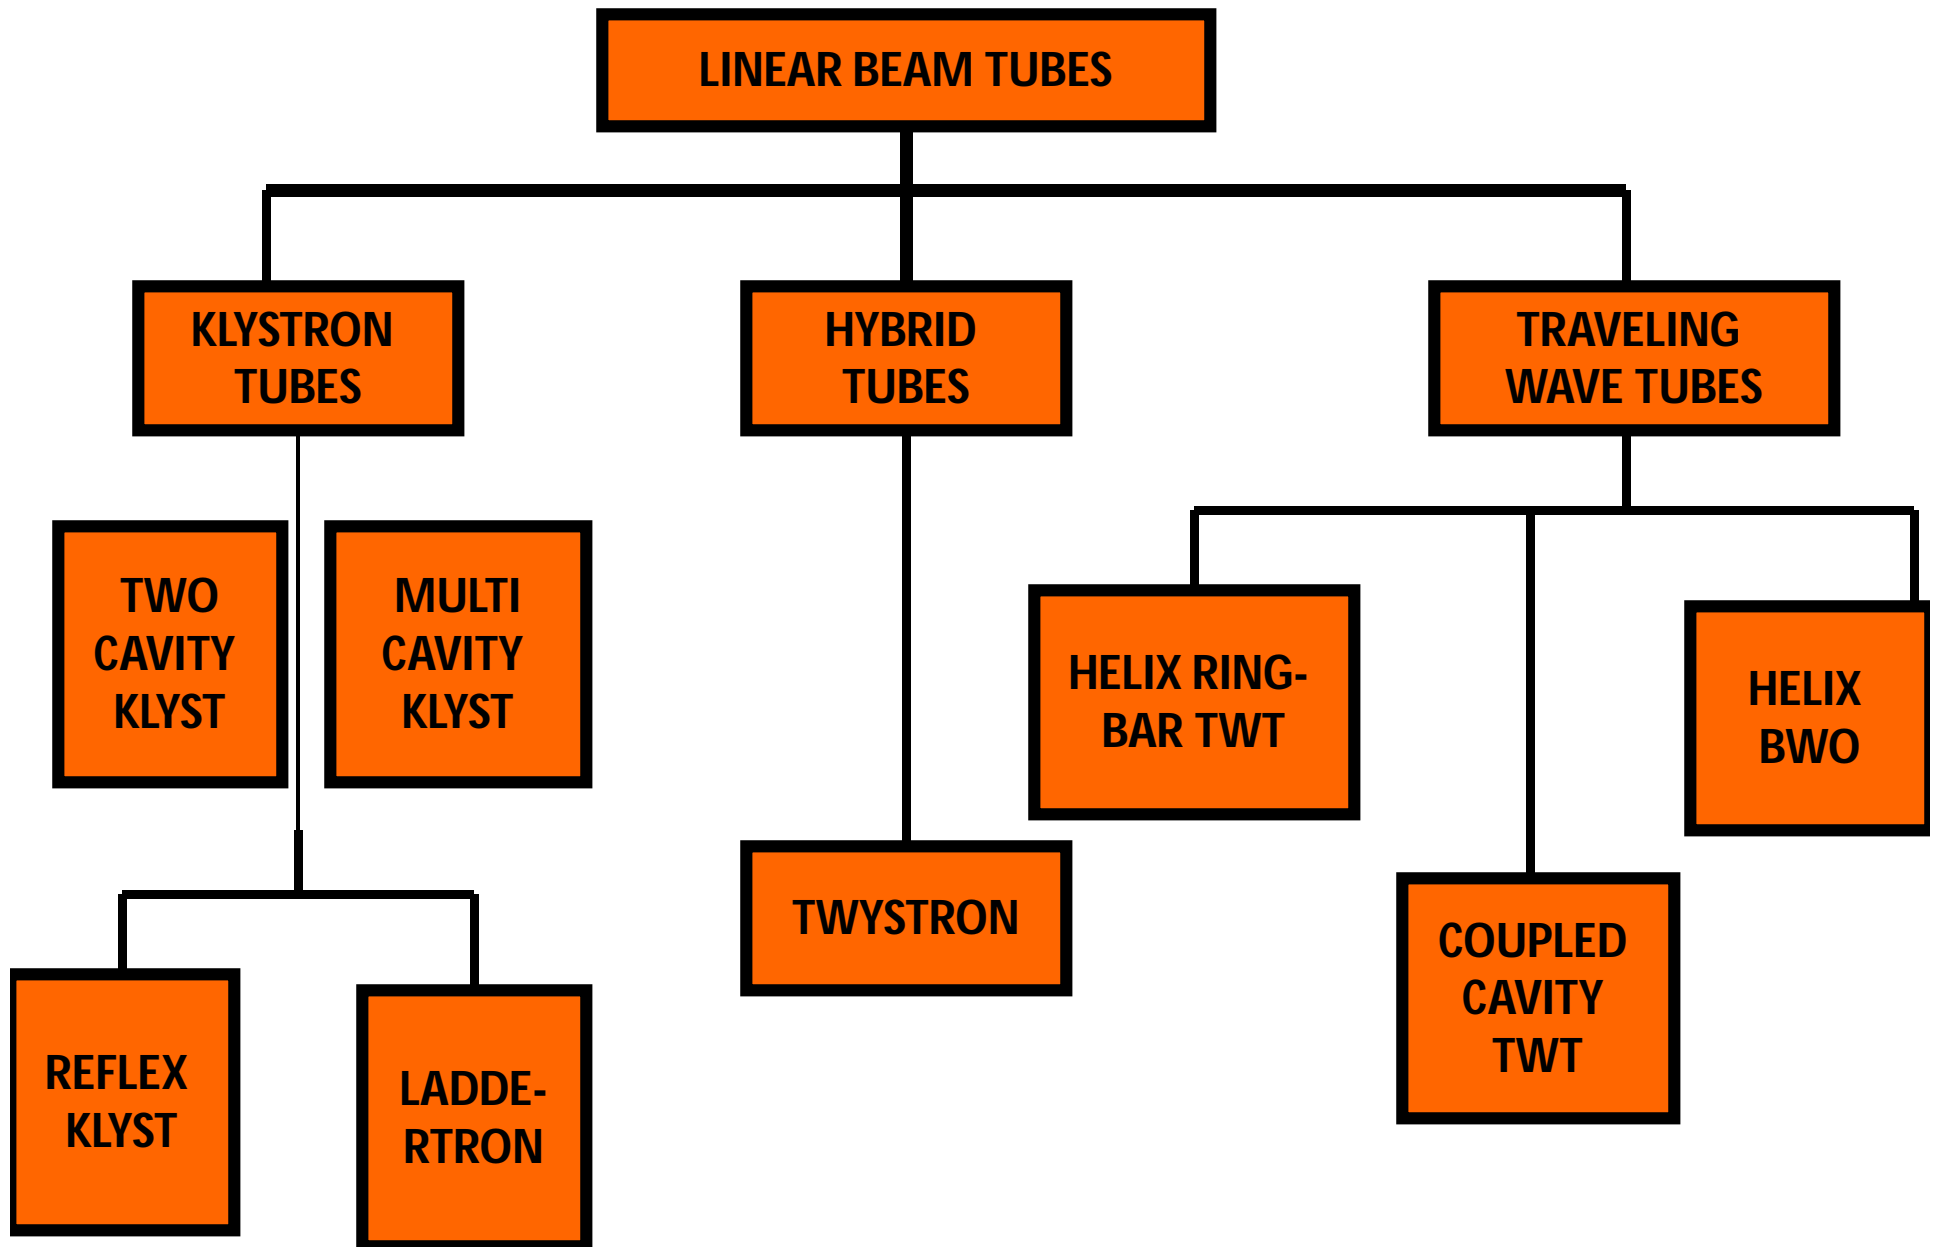 LINEAR BEAM TUBES
KLYSTRON
TUBES
HYBRID
TUBES
TRAVELING
WAVE TUBES
TWO
CAVITY
KLYST
MULTI
CAVITY
KLYST
HELIX RING-
BAR TWT
HELIX
BWO
TWYSTRON
COUPLED
CAVITY
TWT
REFLEX
KLYST
LADDE-
RTRON